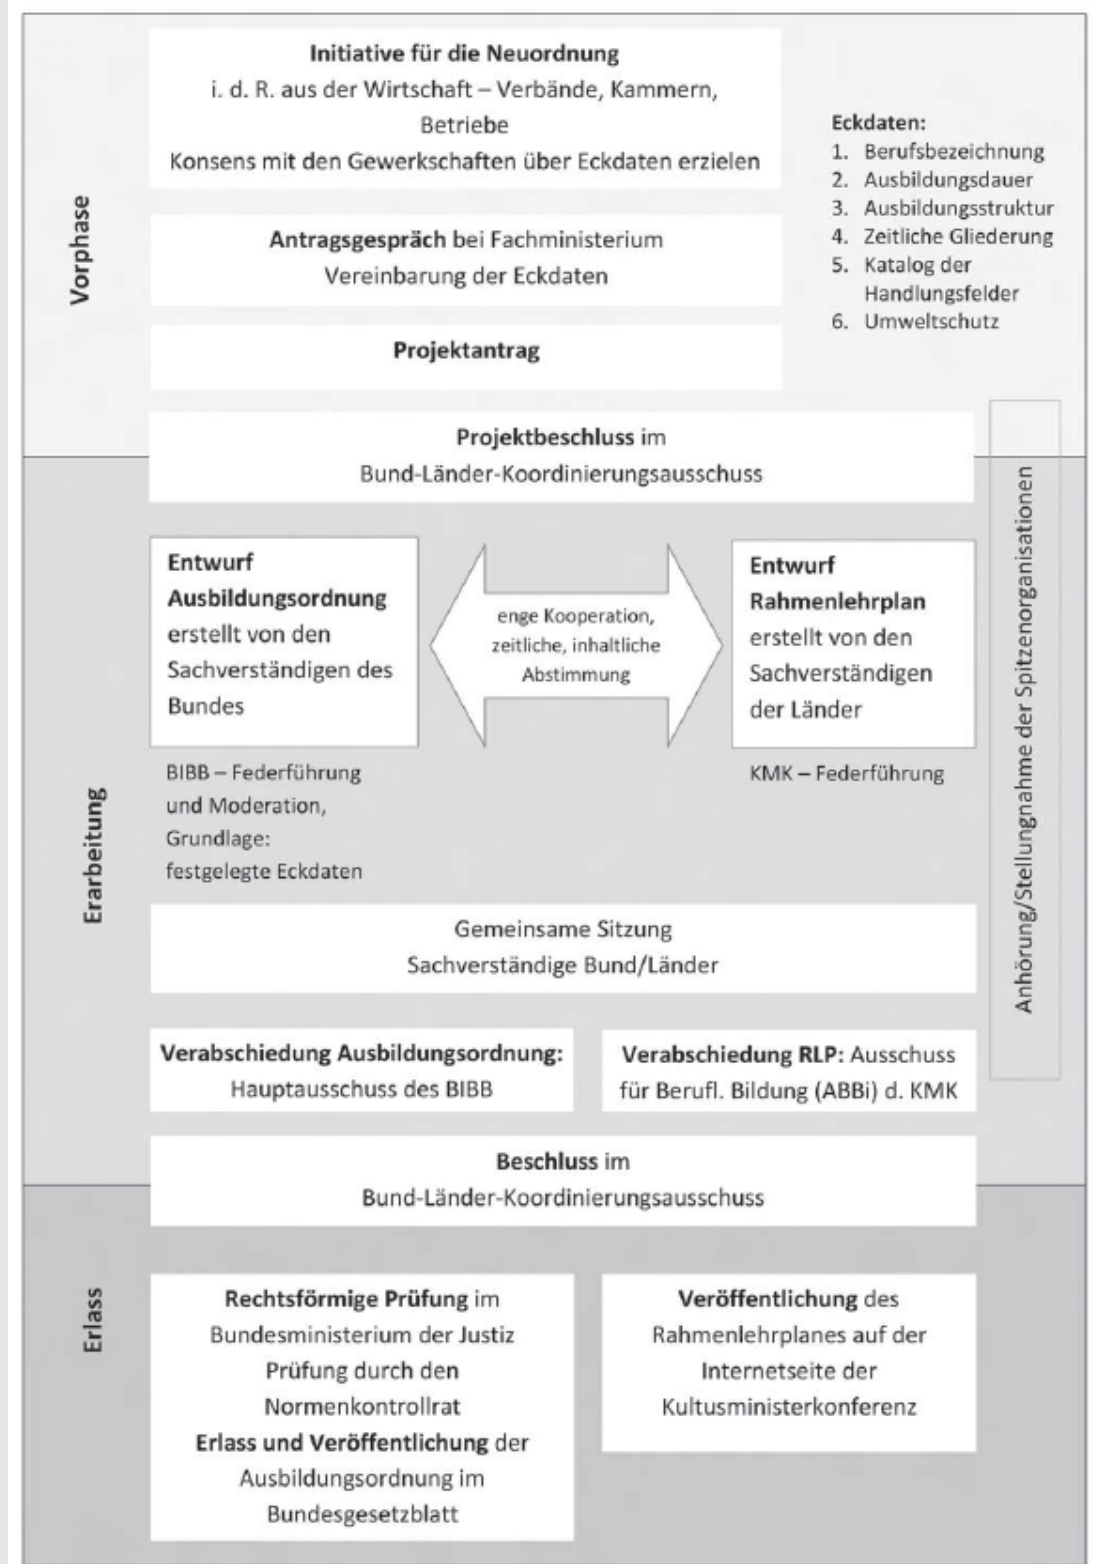 Vorphase
Initiative für die Neuordnung
i. d. R. aus der Wirtschaft – Verbände, Kammern,
Betriebe
Konsens mit den Gewerkschaften über Eckdaten erzielen
Eckdaten:
1. Berufsbezeichnung
2. Ausbildungsdauer
3. Ausbildungsstruktur
4. Zeitliche Gliederung
5. Katalog der
Handlungsfelder
6. Umweltschutz
Antragsgespräch bei Fachministerium
Vereinbarung der Eckdaten
Projektantrag
Projektbeschluss im
Bund-Länder-Koordinierungsausschuss
Erarbeitung
Entwurf
Ausbildungsordnung
erstellt von den
Sachverständigen des
Bundes
enge Kooperation,
zeitliche, inhaltliche
Abstimmung
Entwurf
Rahmenlehrplan
erstellt von den
Sachverständigen
der Länder
BIBB – Federführung
und Moderation,
Grundlage:
festgelegte Eckdaten
KMK – Federführung
Anhörung/Stellungnahme der Spitzenorganisationen
Gemeinsame Sitzung
Sachverständige Bund/Länder
Verabschiedung Ausbildungsordnung:
Hauptausschuss des BIBB
Verabschiedung RLP: Ausschuss
für Berufl. Bildung (ABBi) d. KMK
Beschluss im
Bund-Länder-Koordinierungsausschuss
Erlass
Rechtsförmige Prüfung im
Bundesministerium der Justiz
Prüfung durch den
Normenkontrollrat
Erlass und Veröffentlichung der
Ausbildungsordnung im
Bundesgesetzblatt
Veröffentlichung des
Rahmenlehrplanes auf der
Internetseite der
Kultusministerkonferenz